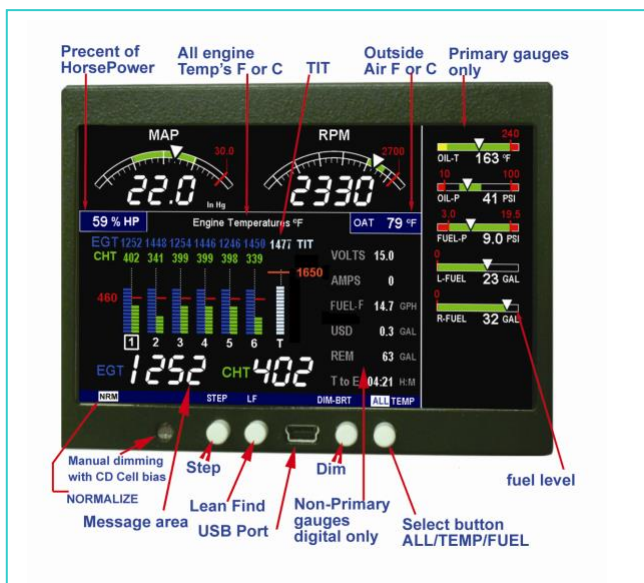 Precent of
HorsePower
All engine
Temp's F or C
TIT
Outside
Air F or C
Primary gauges
only
MAP
30.0
22.0
In Hg
RPM
2700
2330
240
OIL-T 163 ºF
10 100
OIL-P 41 PSI
3.0 19.5
FUEL-P 9.0 PSI
0
L-FUEL 23 GAL
0
R-FUEL 32 GAL
59 % HP
Engine Temperatures ºF
OAT 79 ºF
EGT 1252 1448 1254 1446 1246 1450 1477 TIT
CHT 402 341 399 399 398 339
1650
460
1 2 3 4 5 6 T
EGT 1252 CHT 402
VOLTS 15.0
AMPS 0
FUEL-F 14.7 GPH
USD 0.3 GAL
REM 63 GAL
T to E 04:21 H:M
NRM STEP LF DIM-BRT ALL TEMP
Manual dimming
with CD Cell bias
NORMALIZE
Message area
Step
Lean Find
USB Port
Dim
Non-Primary
gauges
digital only
Select button
ALL/TEMP/FUEL
fuel level